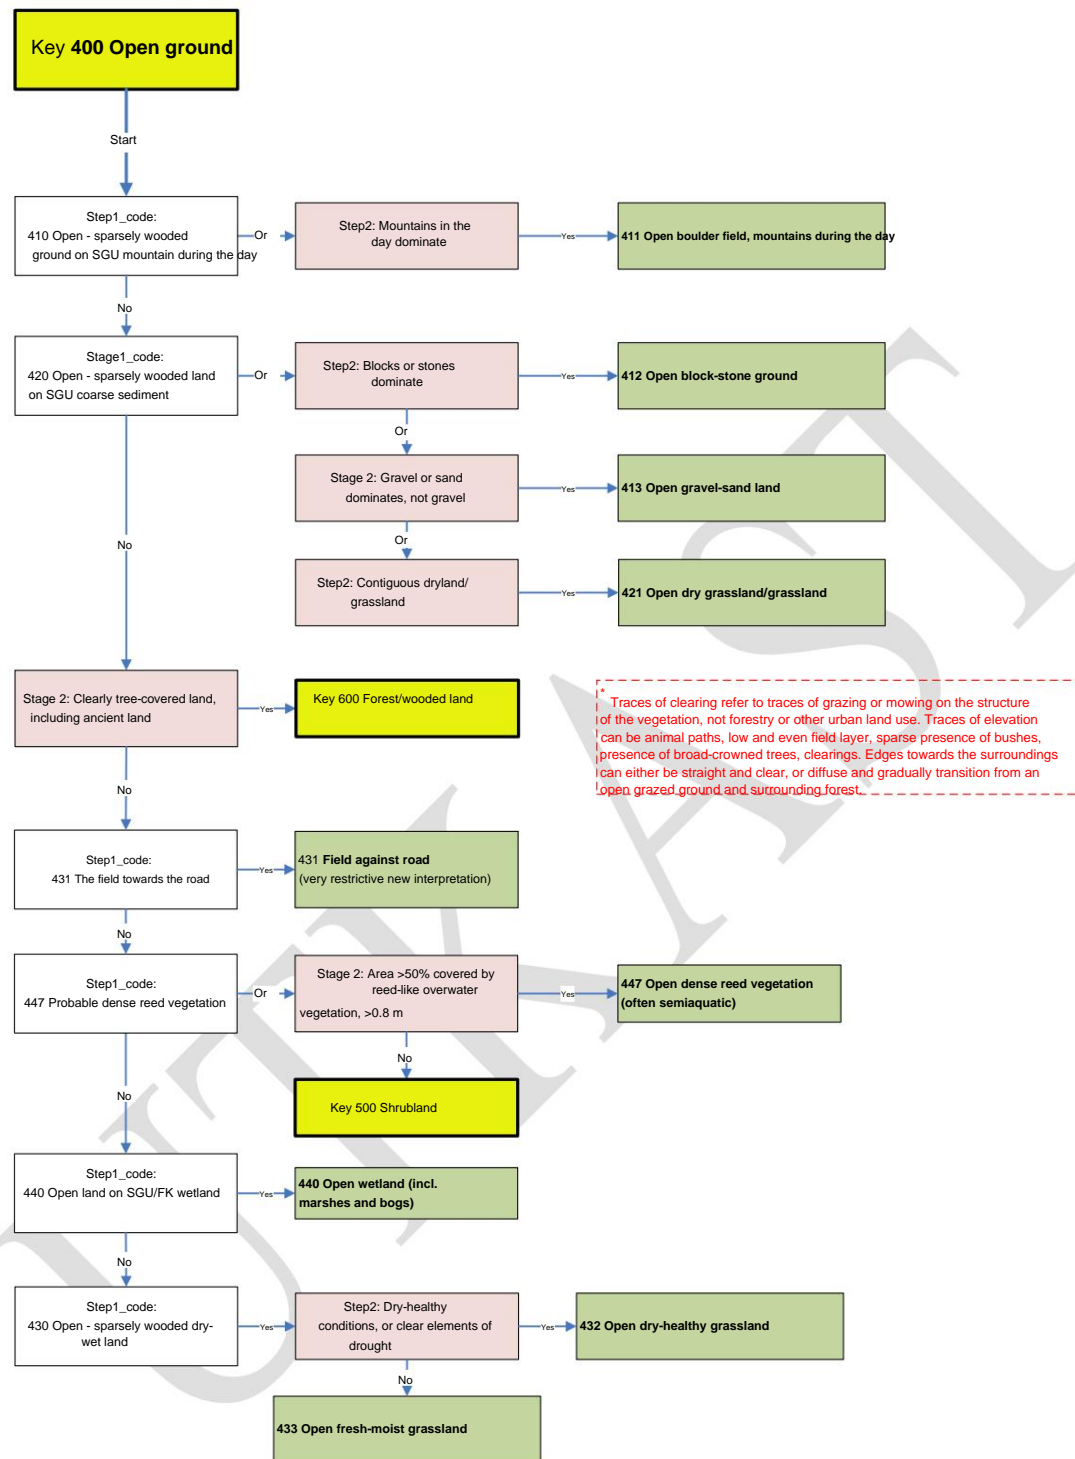 Key 400 Open ground
Start
Step1_code:
410 Open - sparsely wooded
ground on SGU mountain during the day
Or
Step2: Mountains in the
day dominate
Yes
411 Open boulder field, mountains during the day
No
Stage1_code:
420 Open - sparsely wooded land
on SGU coarse sediment
Or
Step2: Blocks or stones
dominate
Yes
412 Open block-stone ground
Or
Stage 2: Gravel or sand
dominates, not gravel
Yes
413 Open gravel-sand land
No
Or
Step2: Contiguous dryland/
grassland
Yes
421 Open dry grassland/grassland
Stage 2: Clearly tree-covered land,
including ancient land
Yes
Key 600 Forest/wooded land
*
Traces of clearing refer to traces of grazing or mowing on the structure
of the vegetation, not forestry or other urban land use. Traces of elevation
can be animal paths, low and even field layer, sparse presence of bushes,
presence of broad-crowned trees, clearings. Edges towards the surroundings
can either be straight and clear, or diffuse and gradually transition from an
open grazed ground and surrounding forest.
No
Step1_code:
431 The field towards the road
Yes
431 Field against road
(very restrictive new interpretation)
No
Step1_code:
447 Probable dense reed vegetation
Or
Stage 2: Area >50% covered by
reed-like overwater
vegetation, >0.8 m
Yes
447 Open dense reed vegetation
(often semiaquatic)
No
Key 500 Shrubland
No
Step1_code:
440 Open land on SGU/FK wetland
Yes
440 Open wetland (incl.
marshes and bogs)
No
Step1_code:
430 Open - sparsely wooded dry-
wet land
Yes
Step2: Dry-healthy
conditions, or clear elements of
drought
Yes
432 Open dry-healthy grassland
No
433 Open fresh-moist grassland
UTKAST